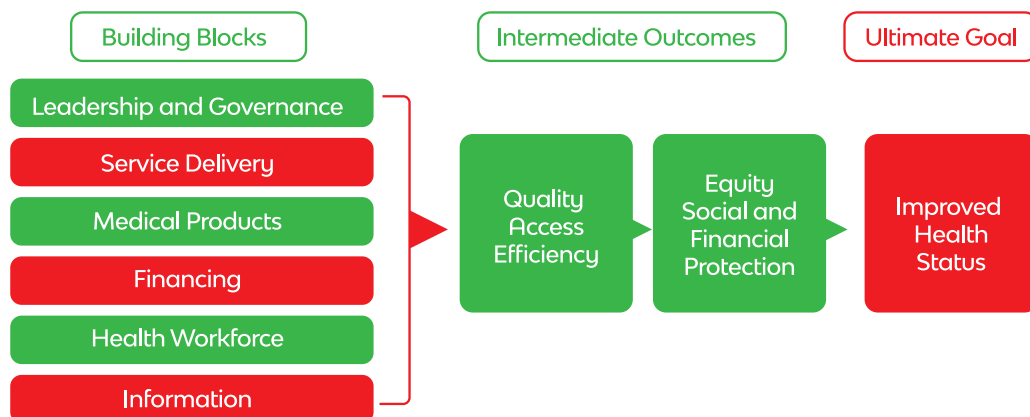 Building Blocks
Intermediate Outcomes
Ultimate Goal
Leadership and Governance
Service Delivery
Medical Products
Financing
Health Workforce
Information
Quality
Access
Efficiency
Equity
Social and
Financial
Protection
Improved
Health
Status